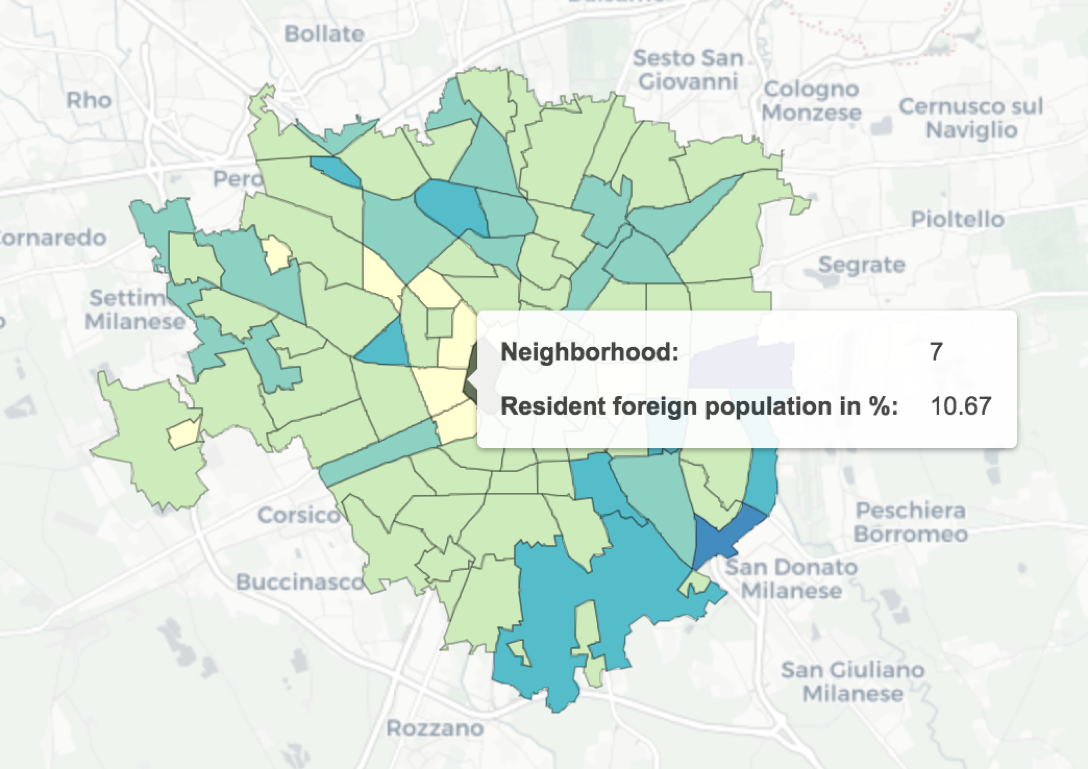 Bollate
Sesto San
Giovanni
Rho
Cologno
Monzese
Cernusco sul
Naviglio
Pero
Pioltello
Segrate
Settim
Milanese
Neighborhood: 7
Resident foreign population in %: 10.67
Corsico
Peschiera
Borromeo
Buccinasco
San Donato
Milanese
San Giuliano
Milanese
Rozzano